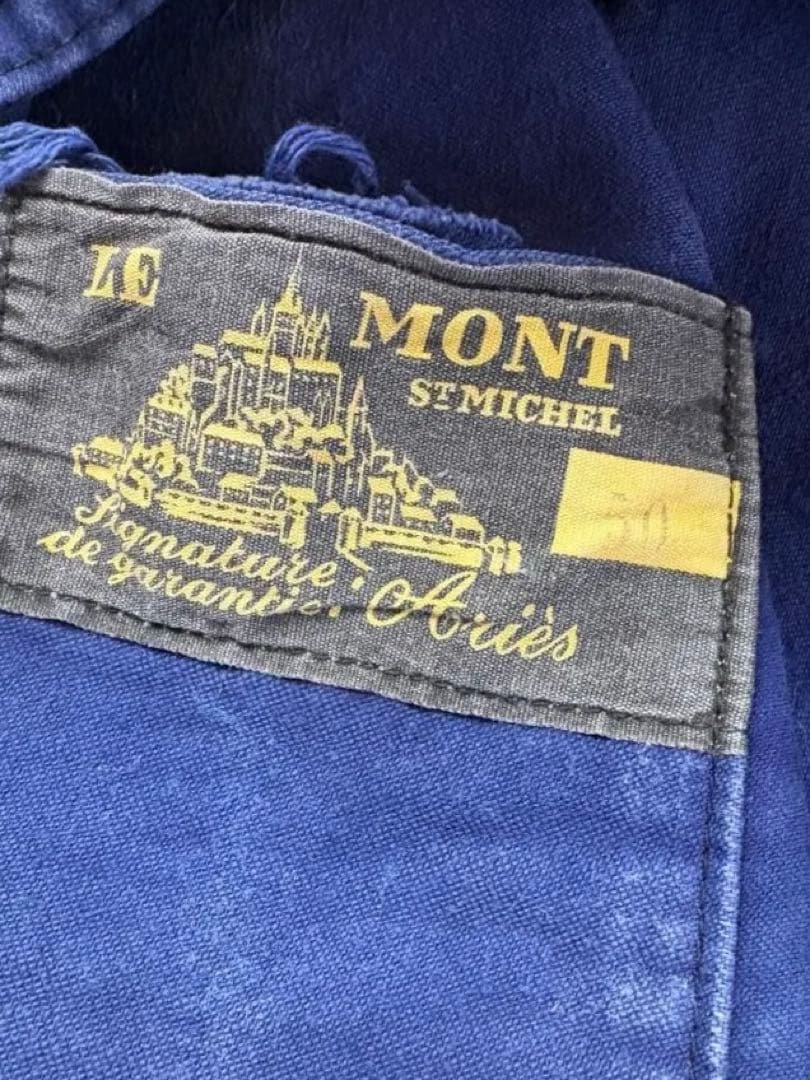 LE
MONT
ST MICHEL
50
Signature
de garantie: Ariès